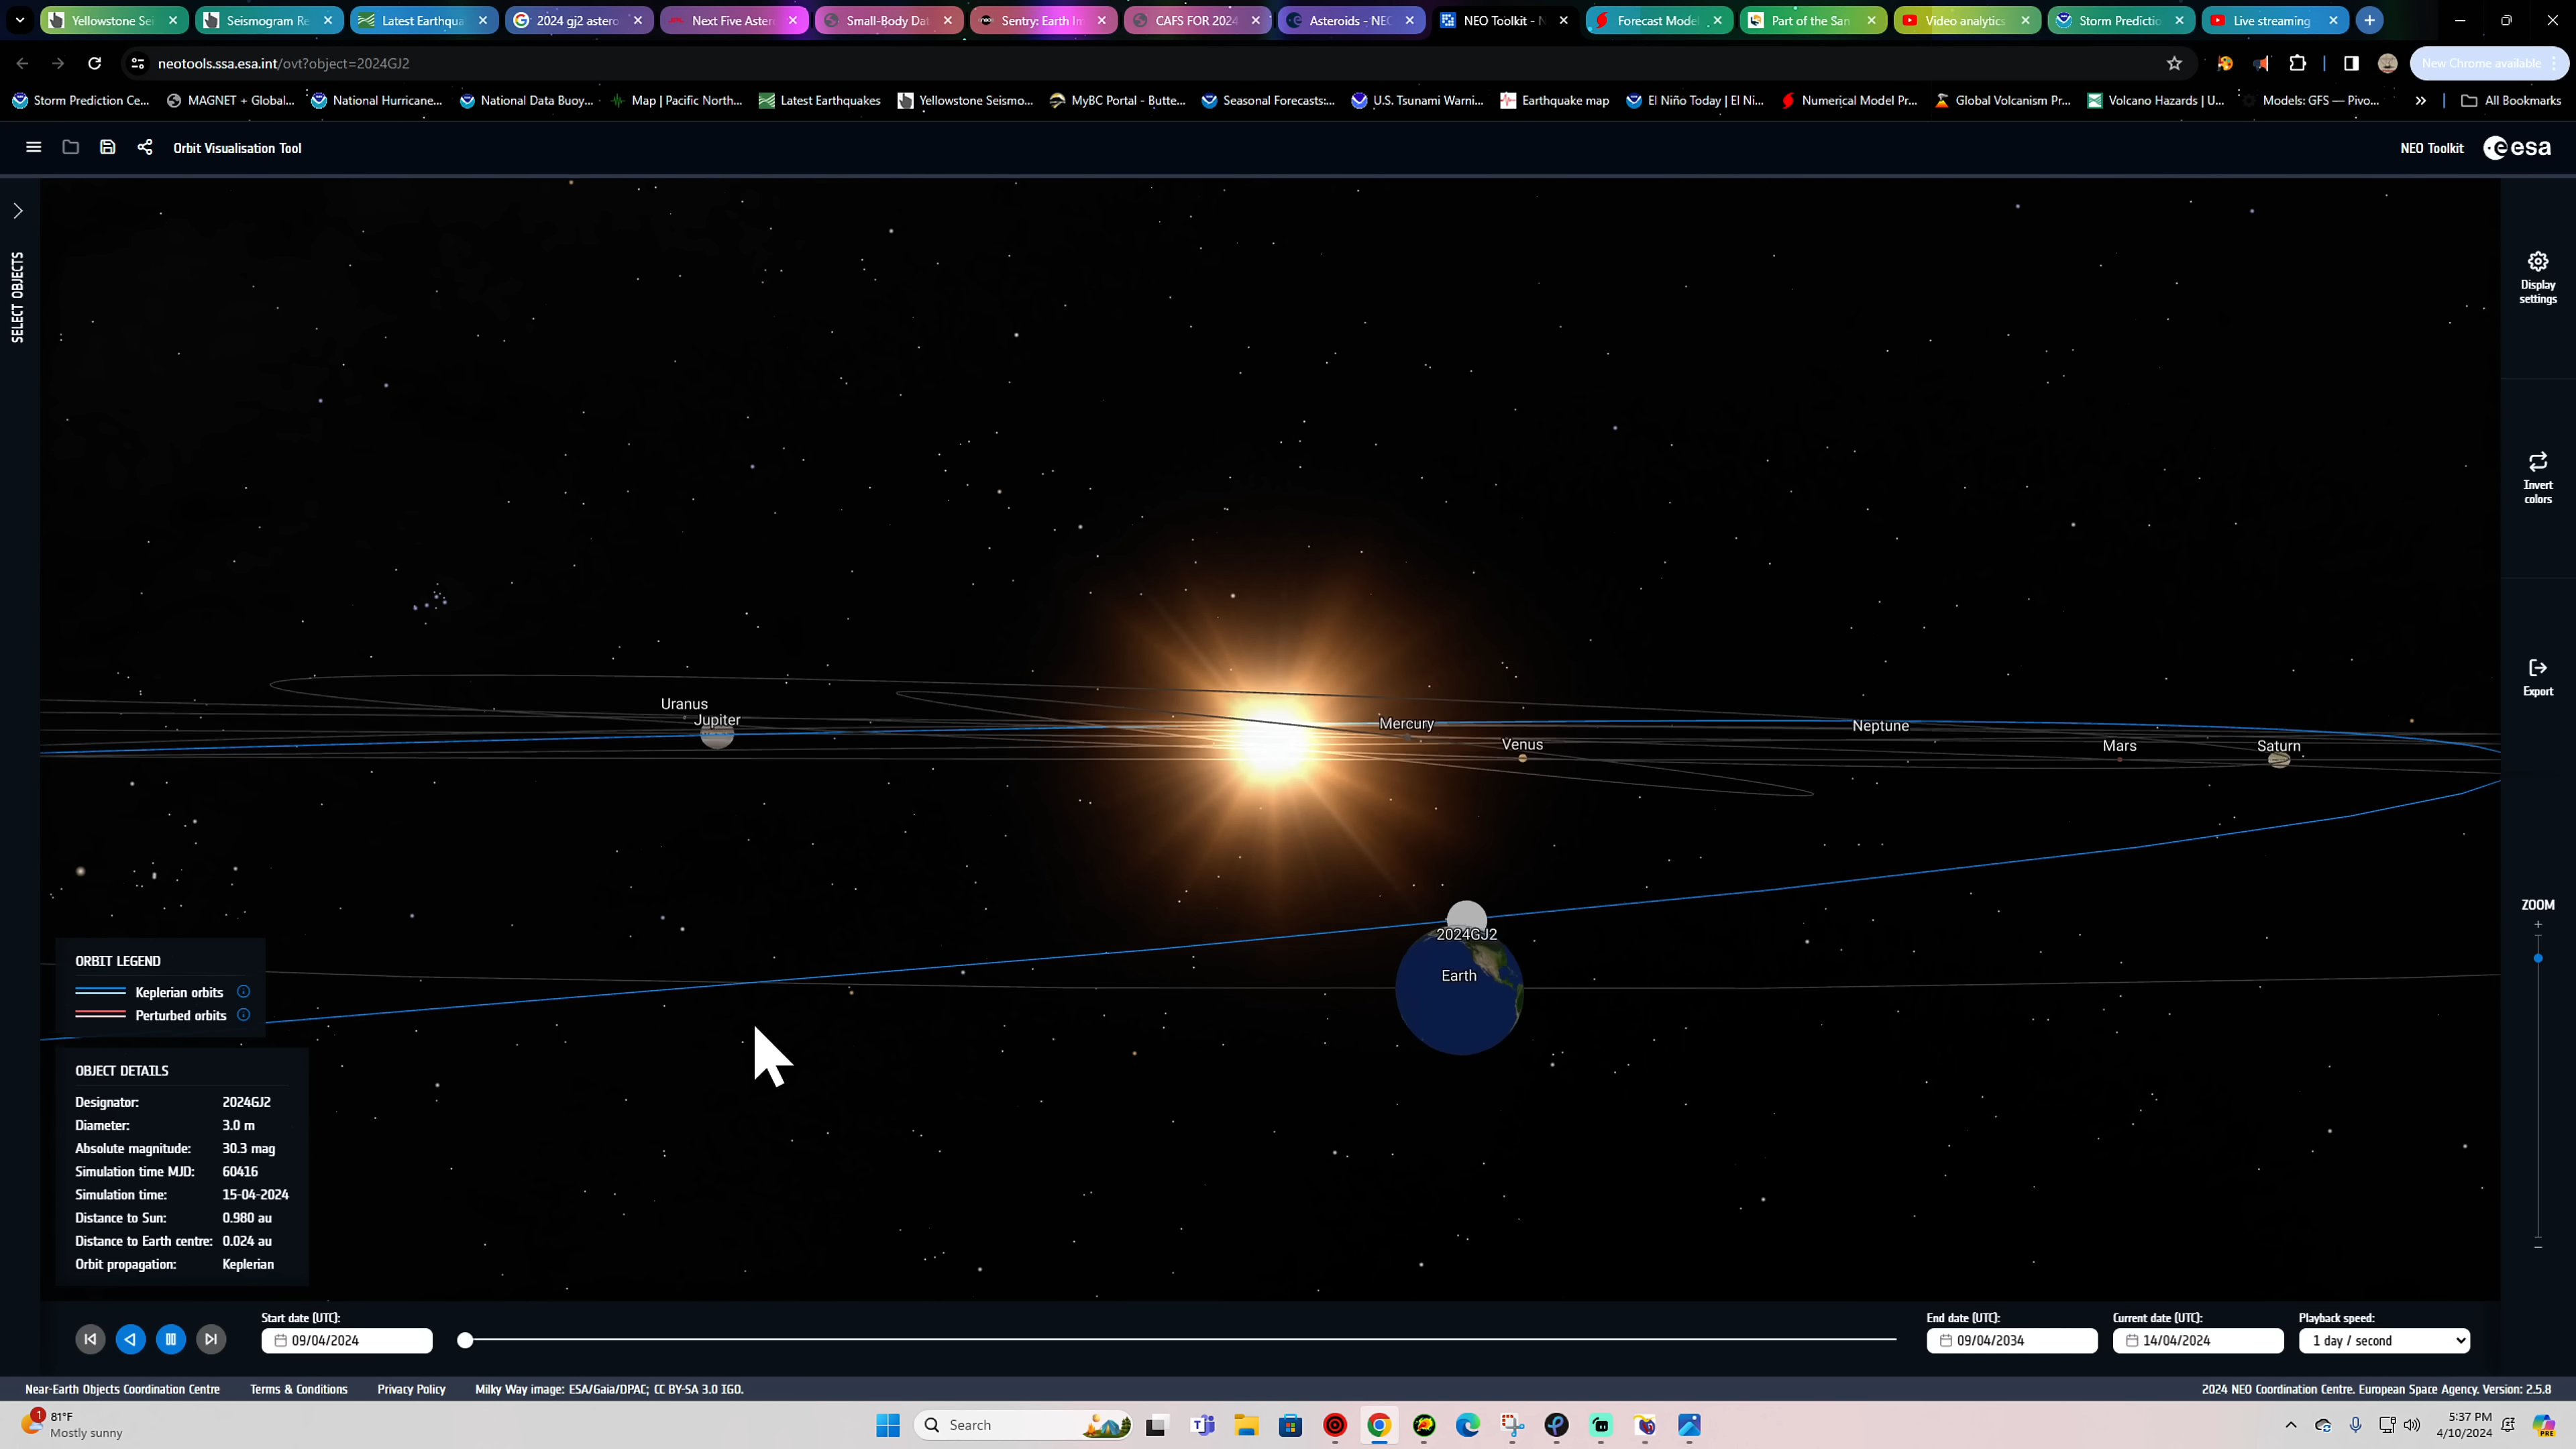 Yellowstone Sei
Seismogram Re
Latest Earthqua
2024 gj2 astero
Next Five Aster
Small-Body Dat
Sentry: Earth Im
CAFS FOR 2024
Asteroids - NEO
NEO Toolkit - N
Forecast Model
Part of the San
Video analytics
Storm Predictio
Live streaming
neotools.ssa.esa.int/ovt?object=2024GJ2
New Chrome available
Storm Prediction Ce...
MAGNET + Global...
National Hurricane...
National Data Buoy...
Map | Pacific North...
Latest Earthquakes
Yellowstone Seismo...
MyBC Portal - Butte...
Seasonal Forecasts:...
U.S. Tsunami Warni...
Earthquake map
El Niño Today | El Ni...
Numerical Model Pr...
Global Volcanism Pr...
Volcano Hazards | U...
Models: GFS — Pivo...
All Bookmarks
Orbit Visualisation Tool
NEO Toolkit
esa
SELECT OBJECTS
Display
settings
Invert
colors
Export
ZOOM
Uranus
Jupiter
Mercury
Neptune
Venus
Mars
Saturn
2024GJ2
Earth
ORBIT LEGEND
Keplerian orbits
Perturbed orbits
OBJECT DETAILS
Designator: 2024GJ2
Diameter: 3.0 m
Absolute magnitude: 30.3 mag
Simulation time MJD: 60416
Simulation time: 15-04-2024
Distance to Sun: 0.980 au
Distance to Earth centre: 0.024 au
Orbit propagation: Keplerian
Start date (UTC):
09/04/2024
End date (UTC):
09/04/2034
Current date (UTC):
14/04/2024
Playback speed:
1 day / second
Near-Earth Objects Coordination Centre
Terms & Conditions
Privacy Policy
Milky Way image: ESA/Gaia/DPAC; CC BY-SA 3.0 IGO.
2024 NEO Coordination Centre. European Space Agency. Version: 2.5.8
1
81°F
Mostly sunny
Search
5:37 PM
4/10/2024
PRE